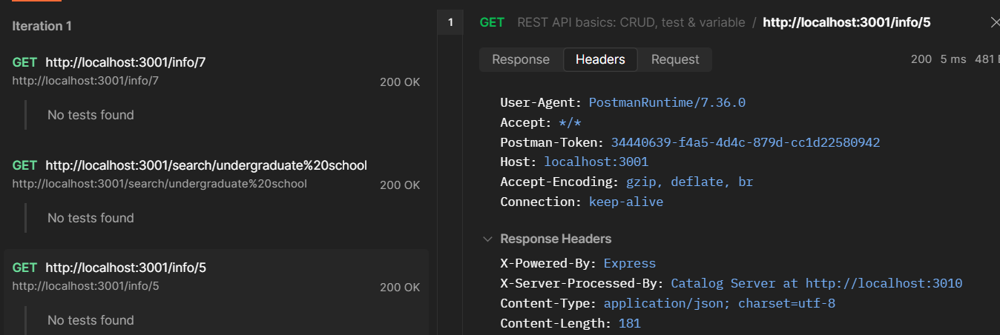 Iteration 1
GET http://localhost:3001/info/7
http://localhost:3001/info/7
200 OK
No tests found
GET http://localhost:3001/search/undergraduate%20school
http://localhost:3001/search/undergraduate%20school
200 OK
No tests found
GET http://localhost:3001/info/5
http://localhost:3001/info/5
200 OK
No tests found
1
GET REST API basics: CRUD, test & variable / http://localhost:3001/info/5
Response Headers Request 200 5 ms 481
User-Agent: PostmanRuntime/7.36.0
Accept: */*
Postman-Token: 34440639-f4a5-4d4c-879d-cc1d22580942
Host: localhost:3001
Accept-Encoding: gzip, deflate, br
Connection: keep-alive
Response Headers
X-Powered-By: Express
X-Server-Processed-By: Catalog Server at http://localhost:3010
Content-Type: application/json; charset=utf-8
Content-Length: 181